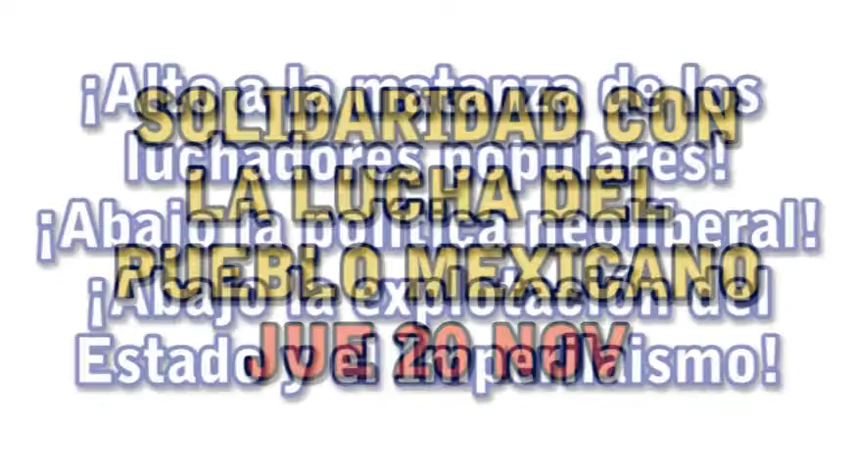 ¡Alto a la matanza de los
luchadores populares!
¡Abajo la política neoliberal!
¡Abajo la explotación del
Estado y el Imperilaismo!
SOLIDARIDAD CON
LA LUCHA DEL
PUEBLO MEXICANO
JUE 20 NOV